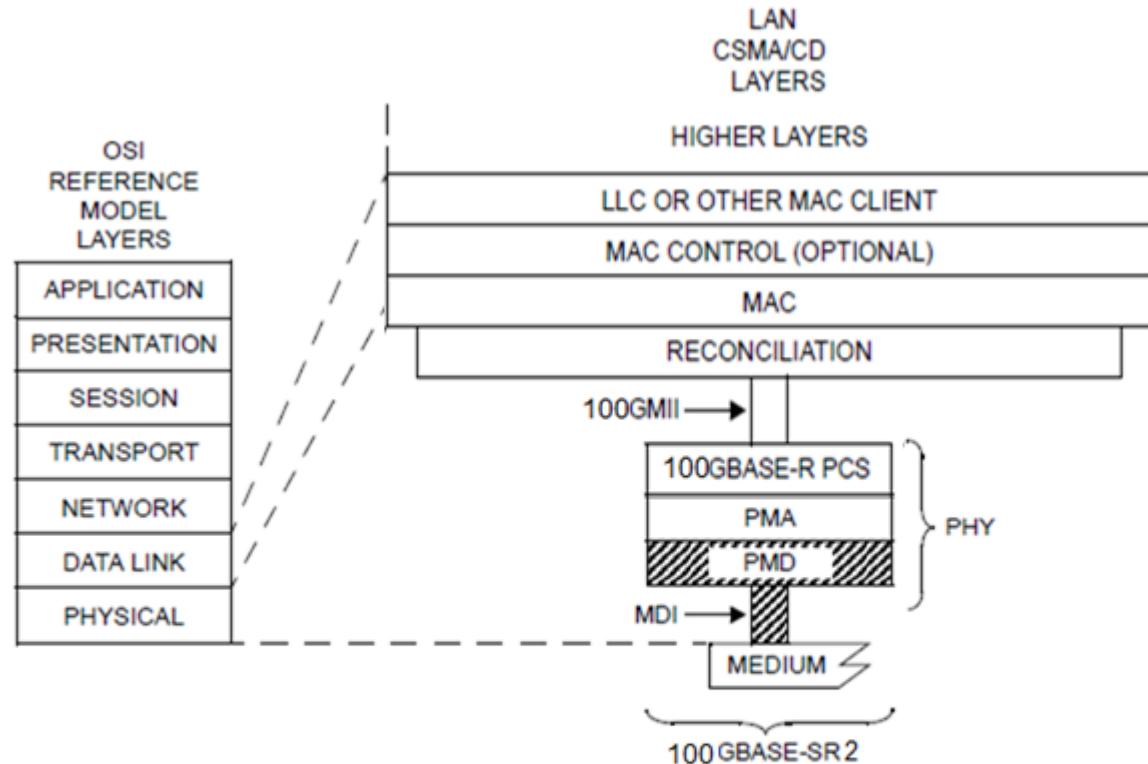 LAN
CSMA/CD
LAYERS
HIGHER LAYERS
OSI
REFERENCE
MODEL
LAYERS
APPLICATION
PRESENTATION
SESSION
TRANSPORT
NETWORK
DATA LINK
PHYSICAL
LLC OR OTHER MAC CLIENT
MAC CONTROL (OPTIONAL)
MAC
RECONCILIATION
100GMII
100GBASE-R PCS
PMA
PMD
PHY
MDI
MEDIUM
100GBASE-SR2